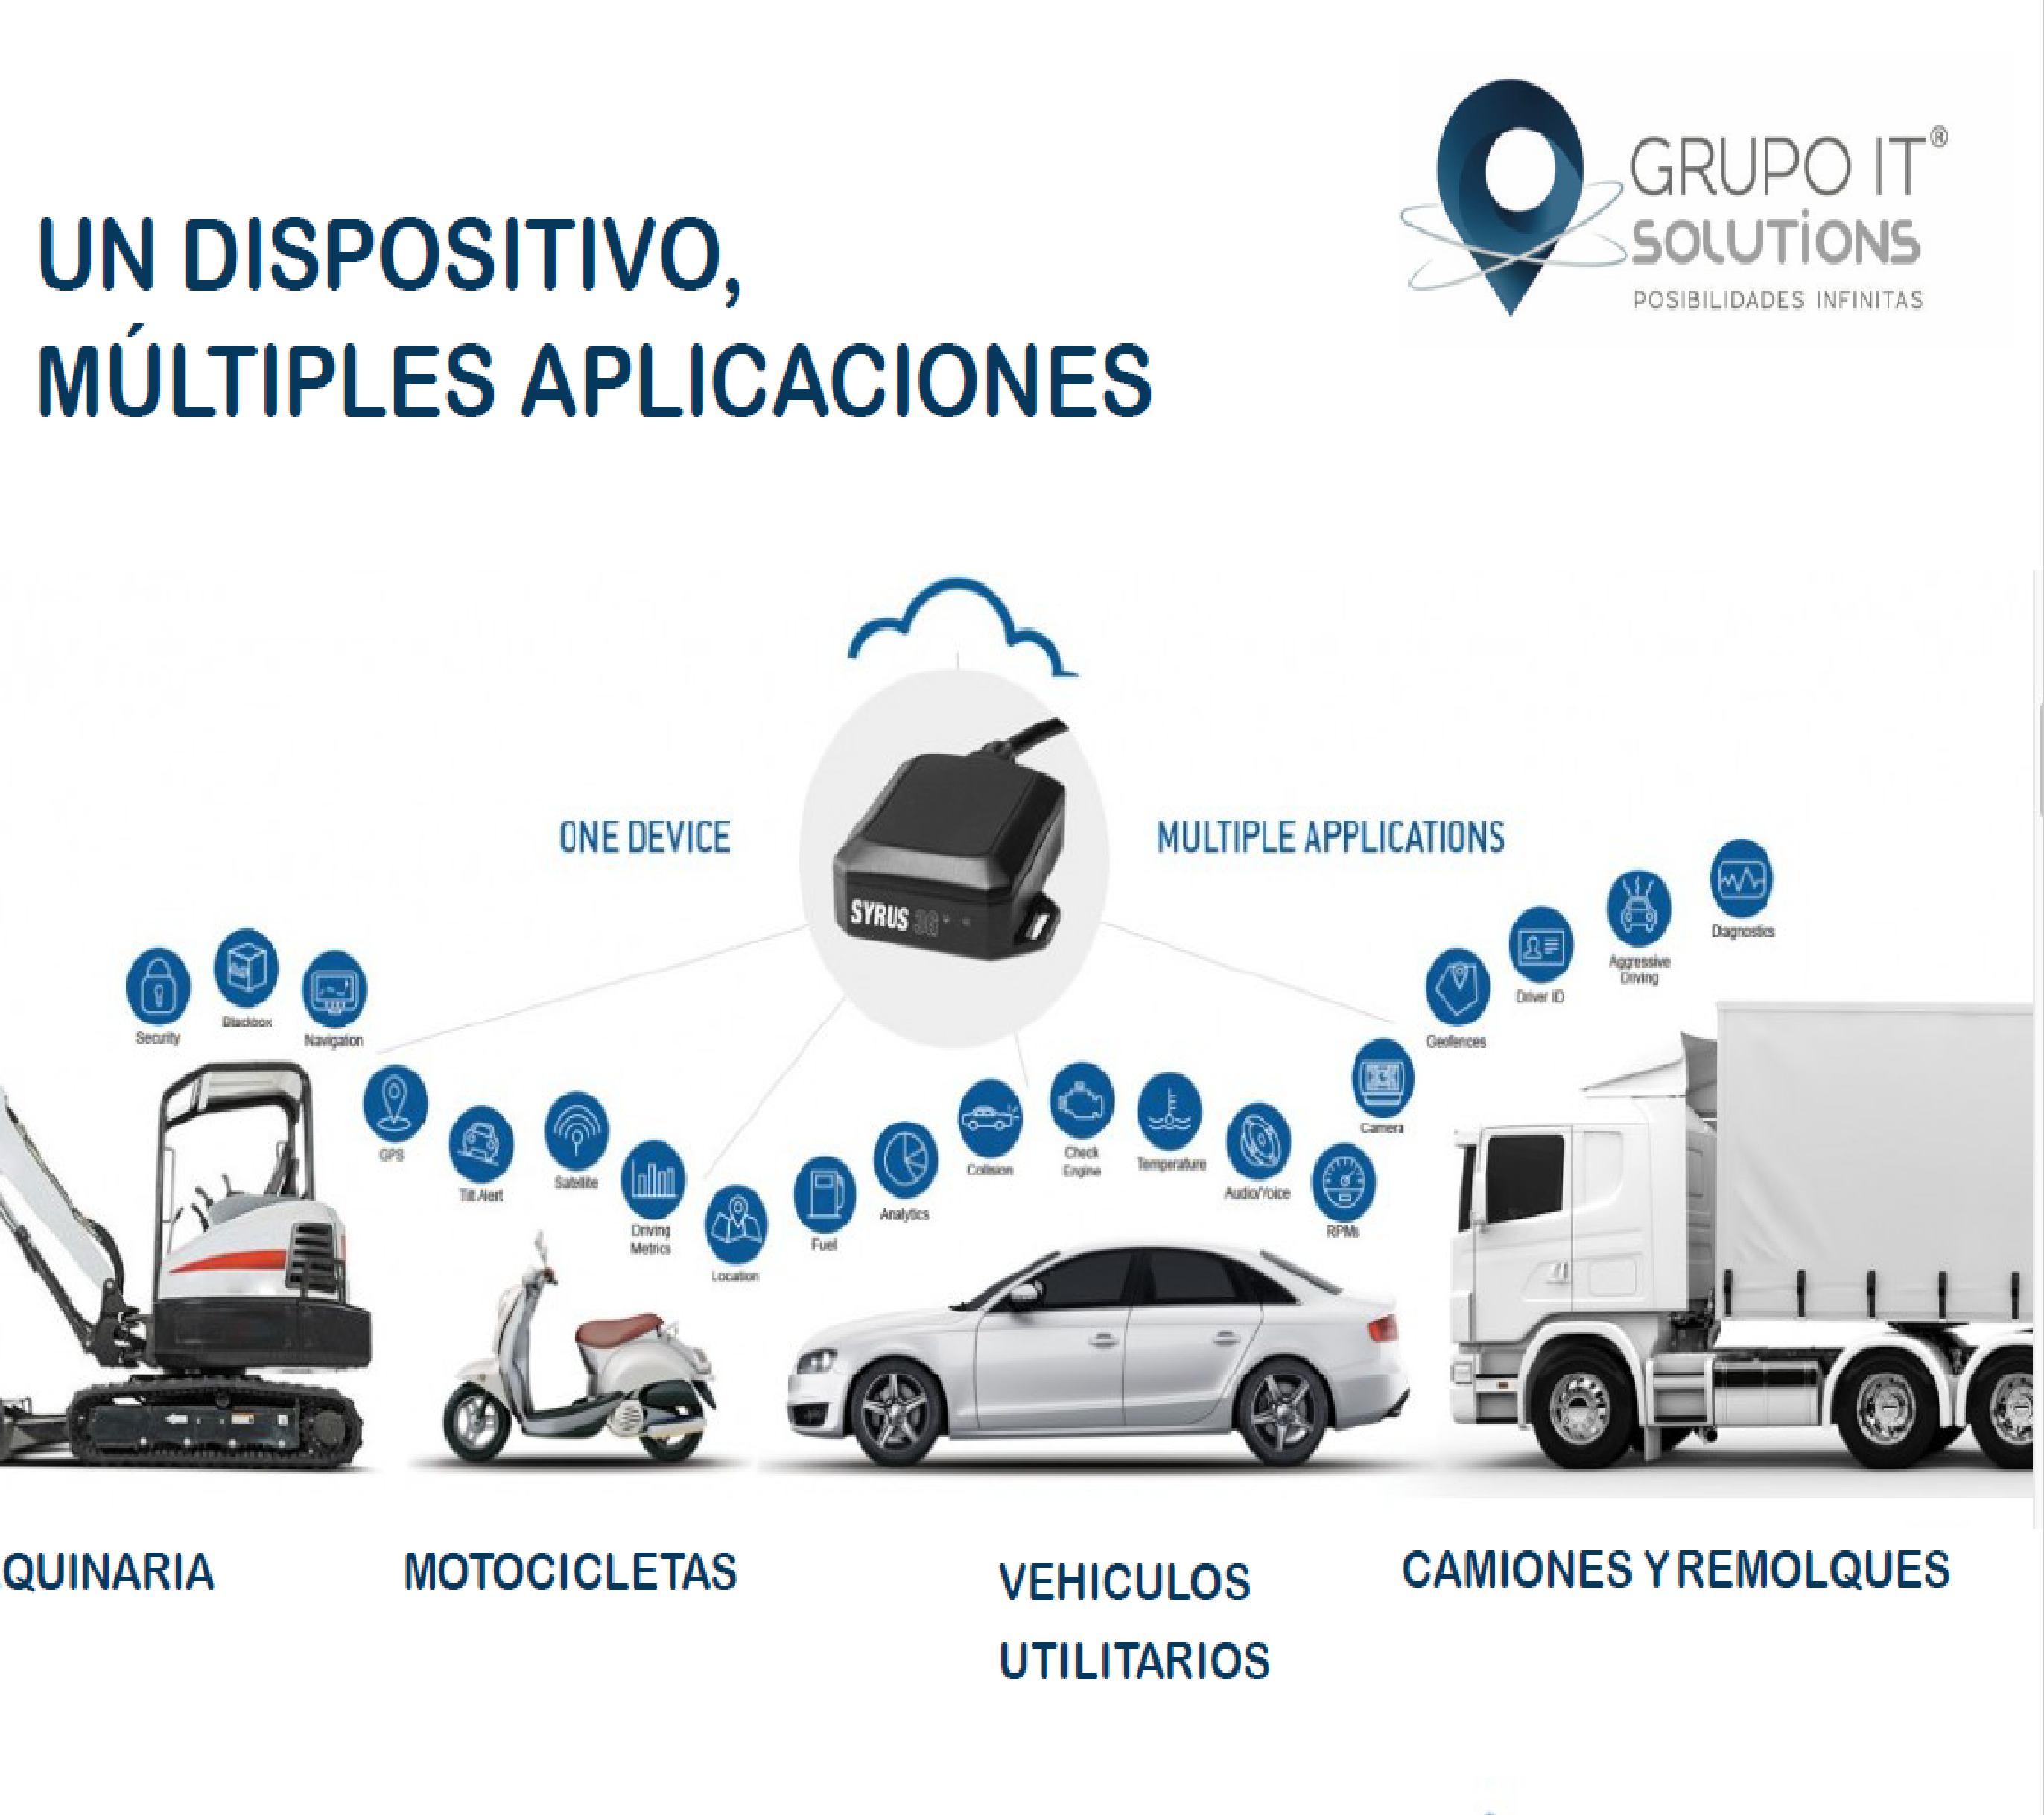 GRUPO IT®
SOLUTIONS
POSIBILIDADES INFINITAS
UN DISPOSITIVO,
MÚLTIPLES APLICACIONES
ONE DEVICE
MULTIPLE APPLICATIONS
SYRUS 3G
Security
Blackbox
Navigation
GPS
Tilt Alert
Satellite
Driving
Metrics
Location
Fuel
Analytics
Collision
Check
Engine
Temperature
Audio/Voice
RPMs
Camera
Geofences
Driver ID
Aggressive
Driving
Diagnostics
QUINARIA
MOTOCICLETAS
VEHICULOS
UTILITARIOS
CAMIONES Y REMOLQUES